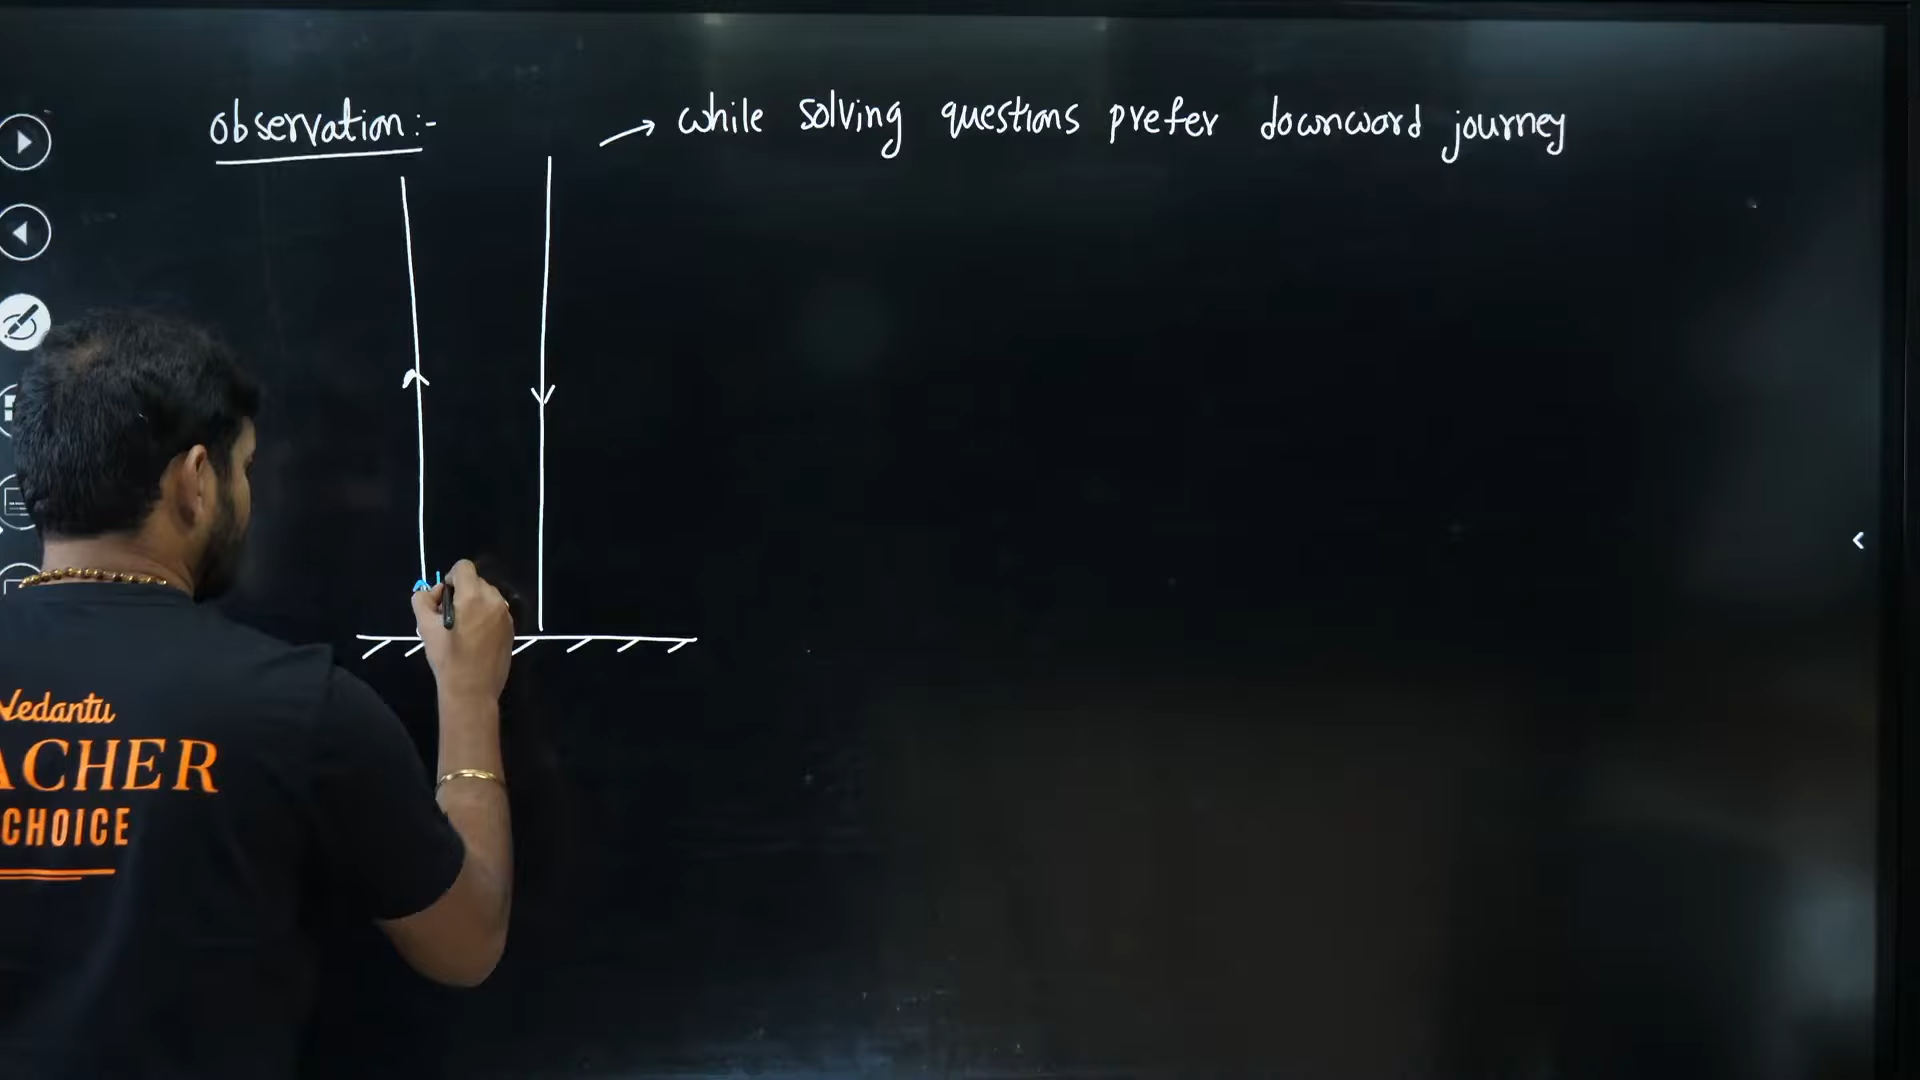 observation :-
→ while solving questions prefer downward journey
Vedantu
ACHER
CHOICE